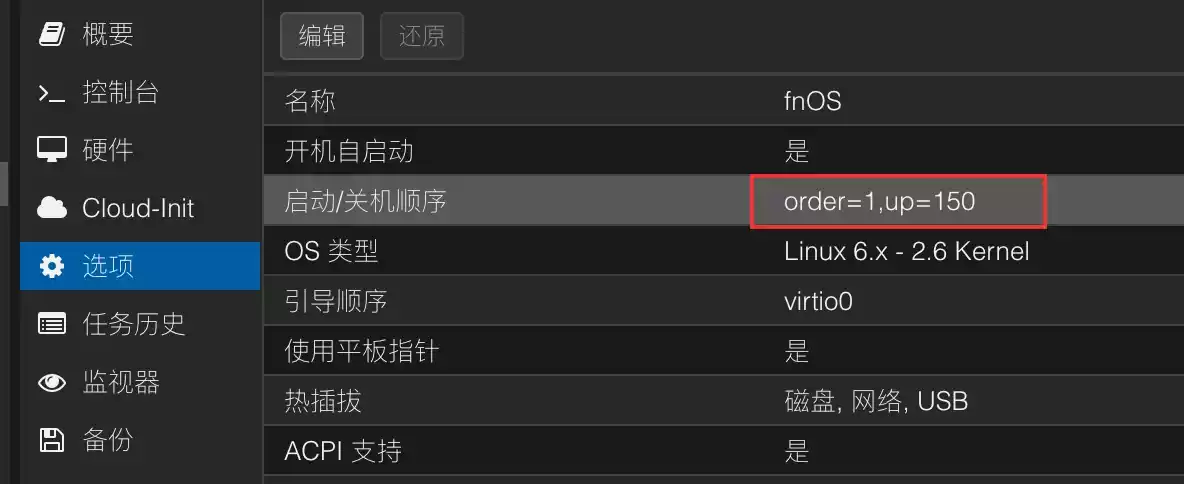 概要
控制台
硬件
Cloud-Init
选项
任务历史
监视器
备份
编辑 还原
名称 fnOS
开机自启动 是
启动/关机顺序 order=1,up=150
OS 类型 Linux 6.x - 2.6 Kernel
引导顺序 virtio0
使用平板指针 是
热插拔 磁盘, 网络, USB
ACPI 支持 是